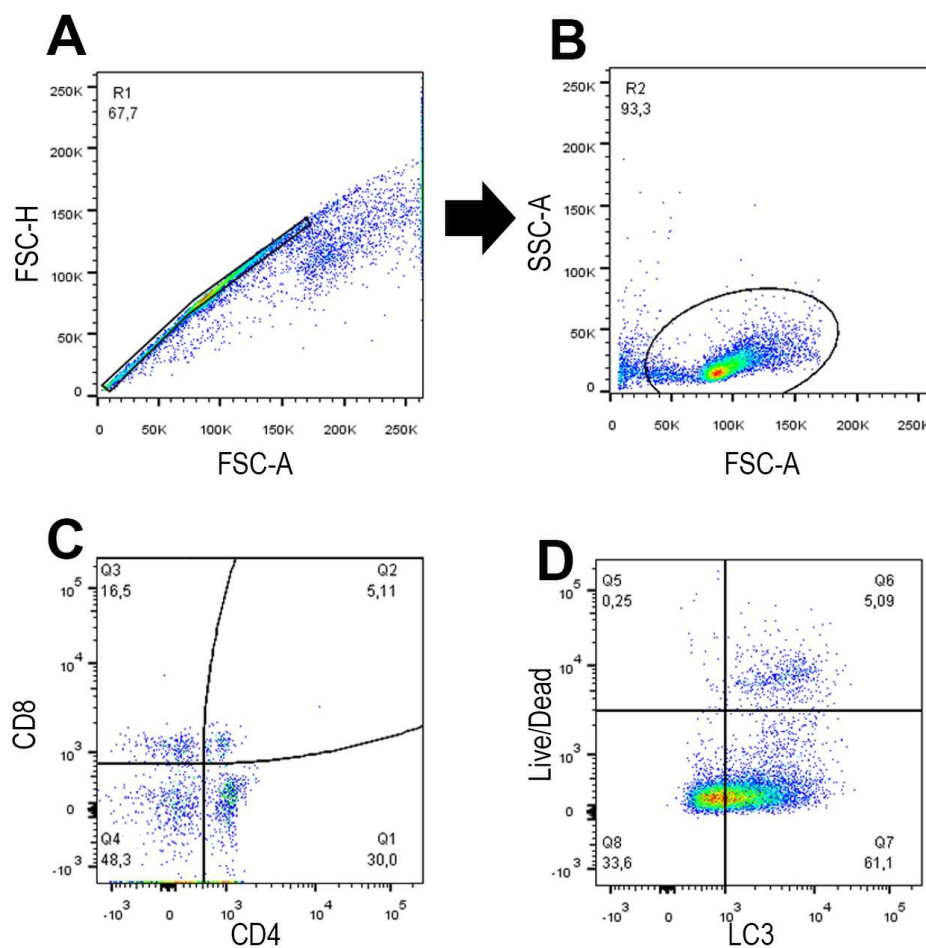 A
R1
67,7
250K
200K
150K
100K
50K
0
FSC-H
0 50K 100K 150K 200K 250K
FSC-A
B
R2
93,3
250K
200K
150K
100K
50K
0
SSC-A
0 50K 100K 150K 200K 250K
FSC-A
C
Q3
16,5
Q2
5,11
Q4
48,3
Q1
30,0
10^5
10^4
10^3
0
-10^3
CD8
-10^3 0 10^3 10^4 10^5
CD4
D
Q5
0,25
Q6
5,09
Q8
33,6
Q7
61,1
10^5
10^4
10^3
0
-10^3
Live/Dead
-10^3 0 10^3 10^4 10^5
LC3